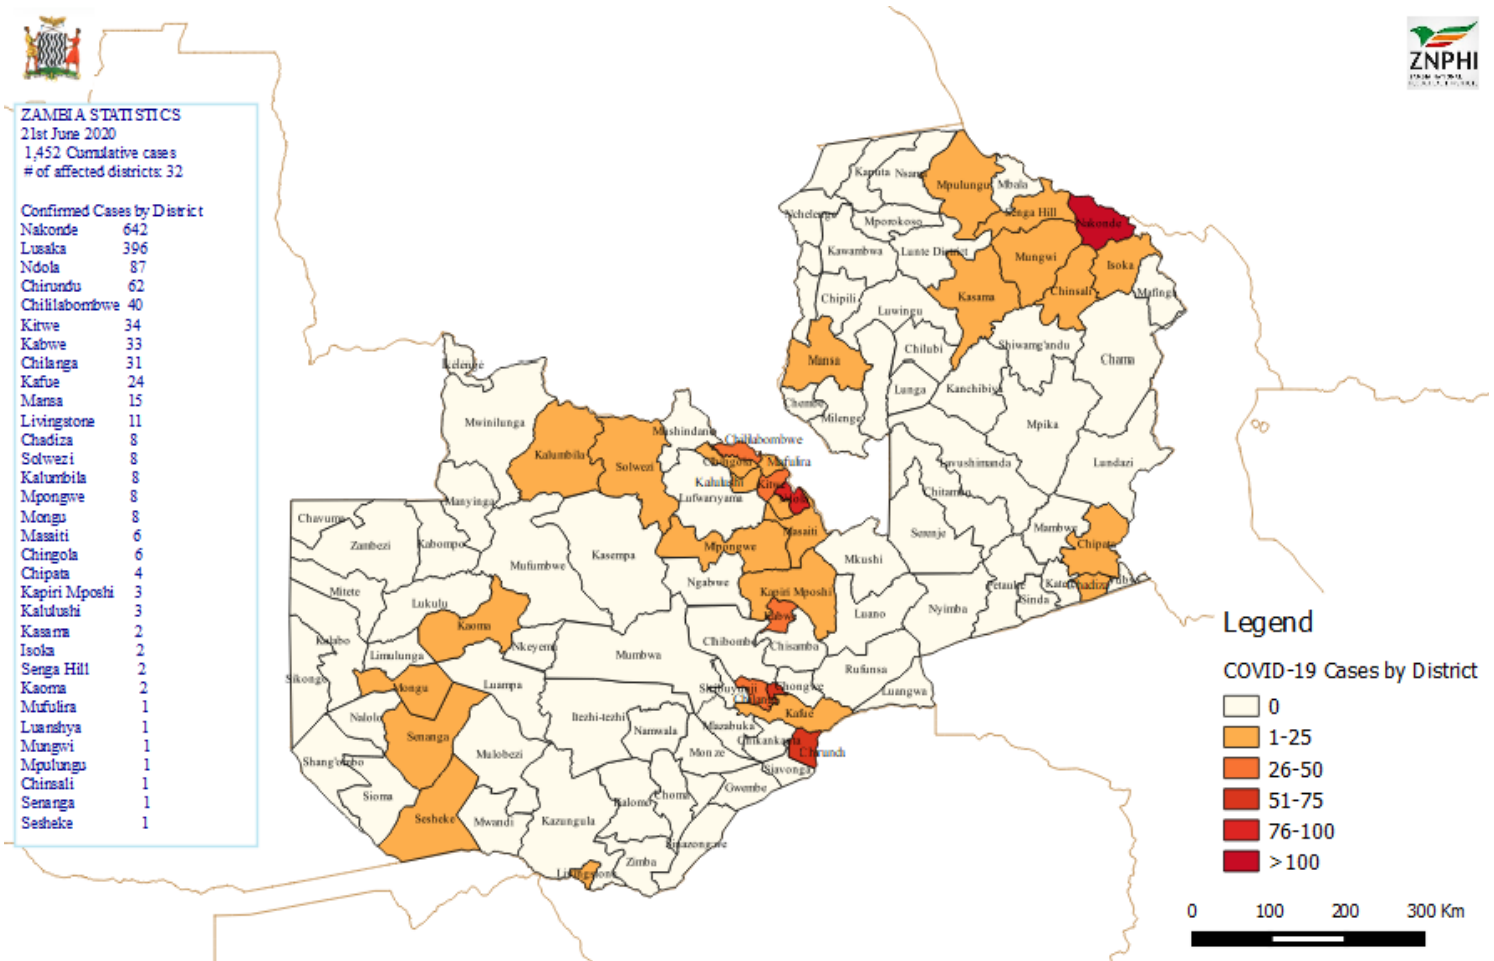 ZAMBIA STATISTICS
21st June 2020
1,452 Cumulative cases
# of affected districts: 32
Confirmed Cases by District
Nakonde 642
Lusaka 396
Ndola 87
Chirundu 62
Chililabombwe 40
Kitwe 34
Kabwe 33
Chilanga 31
Kafue 24
Mansa 15
Livingstone 11
Chadiza 8
Solwezi 8
Kalumbila 8
Mpongwe 8
Mongu 8
Masaiti 6
Chingola 6
Chipata 4
Kapiri Mposhi 3
Kalulushi 3
Kasama 2
Isoka 2
Senga Hill 2
Kaoma 2
Mufulira 1
Luanshya 1
Mungwi 1
Mpulungu 1
Chinsali 1
Senanga 1
Sesheke 1
ZNPHI
Kaputa
Nsama
Mpulungu
Mbala
Nchelenge
Mporokoso
Senga Hill
Nakonde
Kawambwa
Lunte District
Mungwi
Isoka
Chipili
Kasama
Chinsali
Mafinga
Luwingu
Mansa
Chilubi
Shiwang'andu
Chama
Chembe
Milenge
Lunga
Kanchibiya
Mpika
Lavushimanda
Lundazi
Chitambo
Serenje
Mambwe
Chipata
Petauke
Sinda
Katete
Chadiza
Nyimba
Ikelenge
Mwinilunga
Kalumbila
Solwezi
Mushindano
Chililabombwe
Chingola
Mufulira
Kalulushi
Kitwe
Lufwanyama
Ndola
Manyinga
Masaiti
Mpongwe
Chavuma
Zambezi
Kabompo
Mufumbwe
Kasempa
Ngabwe
Kapiri Mposhi
Mkushi
Mitete
Lukulu
Kaoma
Kabwe
Luano
Kalabo
Limulunga
Nkeyema
Mumbwa
Chibombo
Chisamba
Rufunsa
Sikongo
Mongu
Luampa
Shibuyunji
Chilanga
Chongwe
Luangwa
Nalolo
Senanga
Itezhi-tezhi
Namwala
Mazabuka
Kafue
Chikankata
Chirundu
Shang'ombo
Mulobezi
Monze
Siavonga
Sioma
Sesheke
Mwandi
Kazungula
Kalomo
Choma
Gwembe
Sinazongwe
Zimba
Livingstone
Legend
COVID-19 Cases by District
0
1-25
26-50
51-75
76-100
>100
0 100 200 300 Km